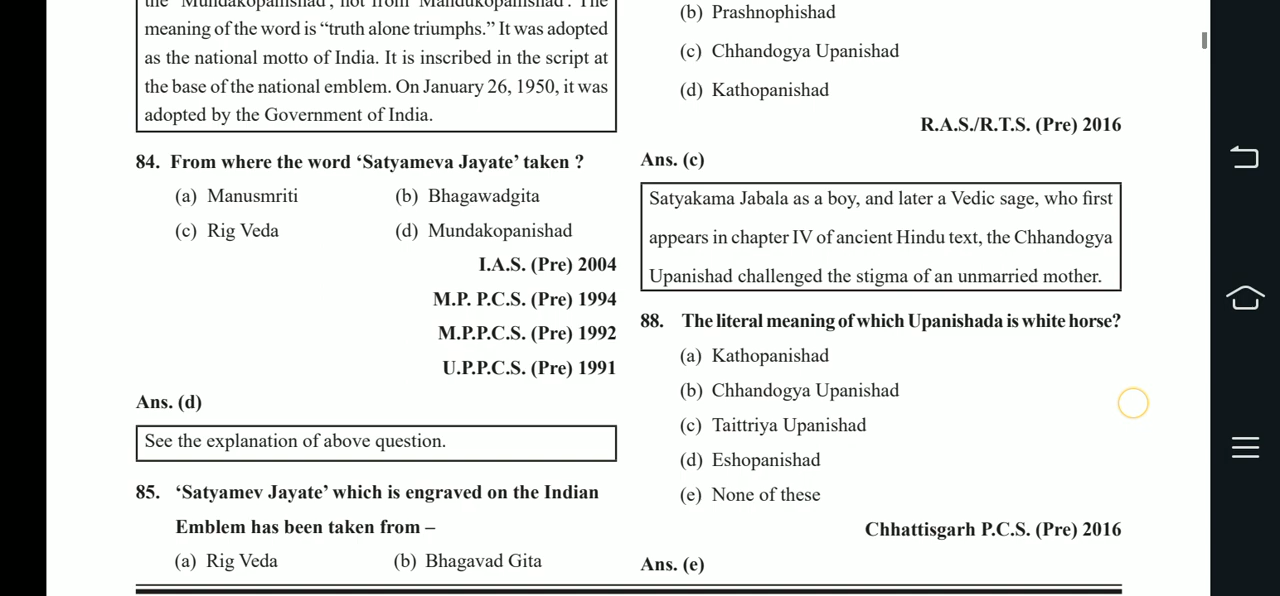 the 'Mundakopanishad', not from 'Mandukopanishad'. The
meaning of the word is “truth alone triumphs.” It was adopted
as the national motto of India. It is inscribed in the script at
the base of the national emblem. On January 26, 1950, it was
adopted by the Government of India.
84. From where the word ‘Satyameva Jayate’ taken ?
(a) Manusmriti (b) Bhagawadgita
(c) Rig Veda (d) Mundakopanishad
I.A.S. (Pre) 2004
M.P. P.C.S. (Pre) 1994
M.P.P.C.S. (Pre) 1992
U.P.P.C.S. (Pre) 1991
Ans. (d)
See the explanation of above question.
85. ‘Satyamev Jayate’ which is engraved on the Indian
Emblem has been taken from –
(a) Rig Veda (b) Bhagavad Gita
(b) Prashnophishad
(c) Chhandogya Upanishad
(d) Kathopanishad
R.A.S./R.T.S. (Pre) 2016
Ans. (c)
Satyakama Jabala as a boy, and later a Vedic sage, who first
appears in chapter IV of ancient Hindu text, the Chhandogya
Upanishad challenged the stigma of an unmarried mother.
88. The literal meaning of which Upanishada is white horse?
(a) Kathopanishad
(b) Chhandogya Upanishad
(c) Taittriya Upanishad
(d) Eshopanishad
(e) None of these
Chhattisgarh P.C.S. (Pre) 2016
Ans. (e)